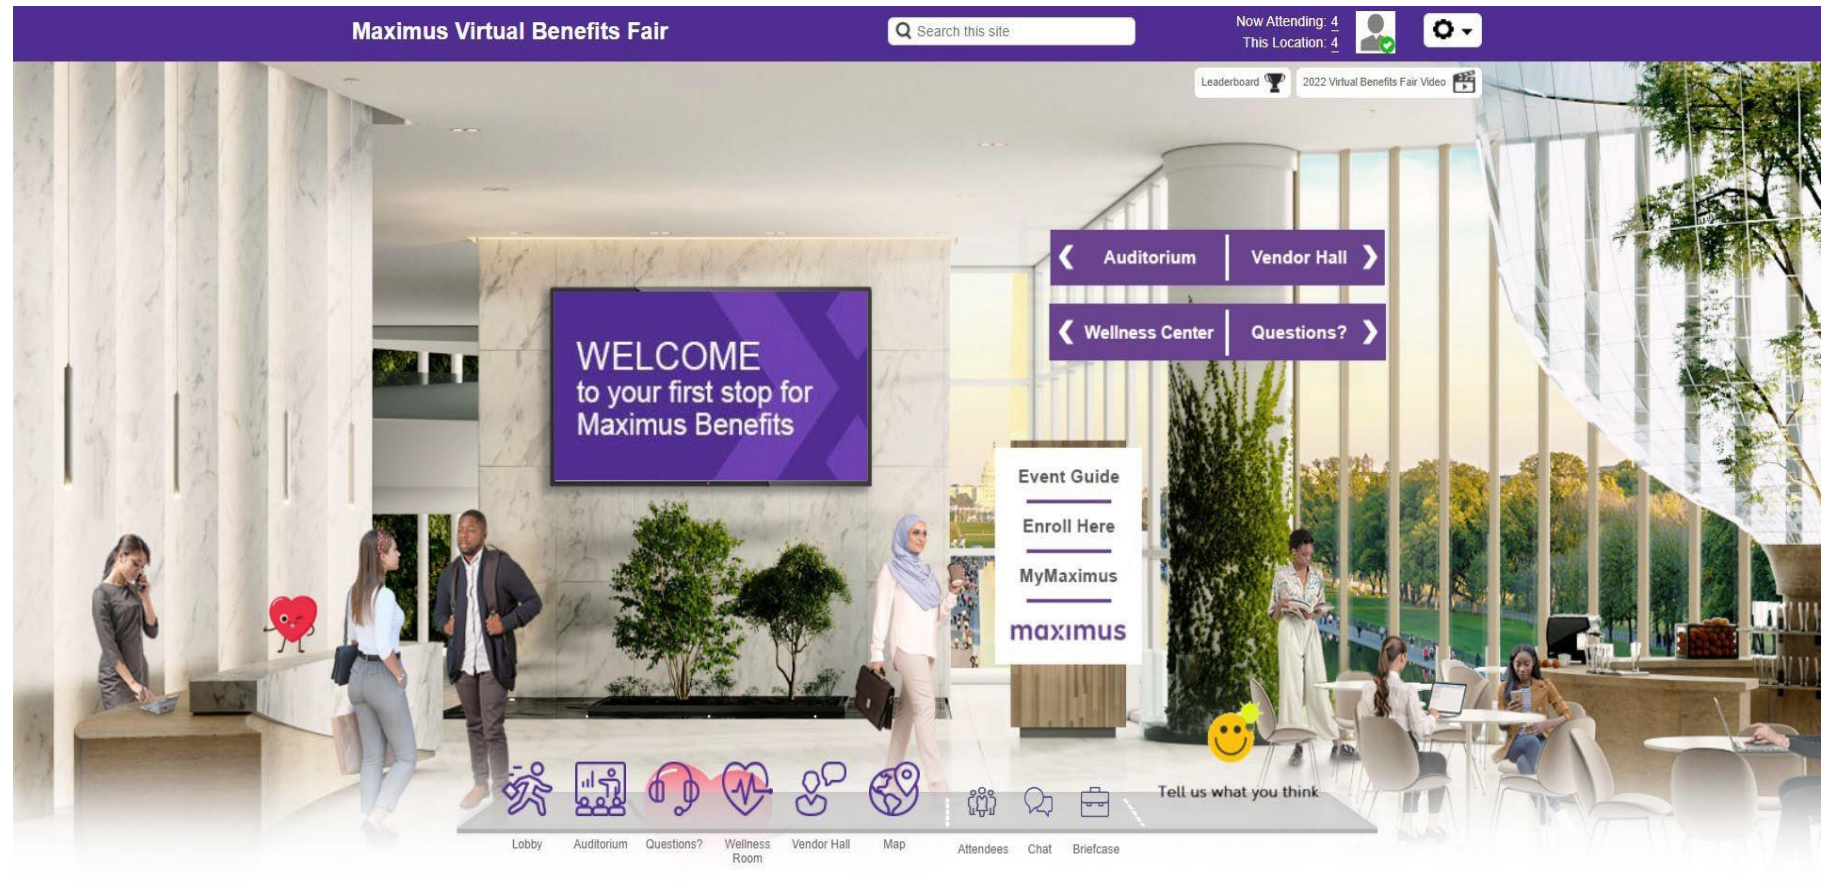 Maximus Virtual Benefits Fair
Search this site
Now Attending: 4
This Location: 4
Leaderboard
2022 Virtual Benefits Fair Video
Auditorium
Vendor Hall
Wellness Center
Questions?
WELCOME
to your first stop for
Maximus Benefits
Event Guide
Enroll Here
MyMaximus
maximus
Tell us what you think
Lobby
Auditorium
Questions?
Wellness
Room
Vendor Hall
Map
Attendees
Chat
Briefcase